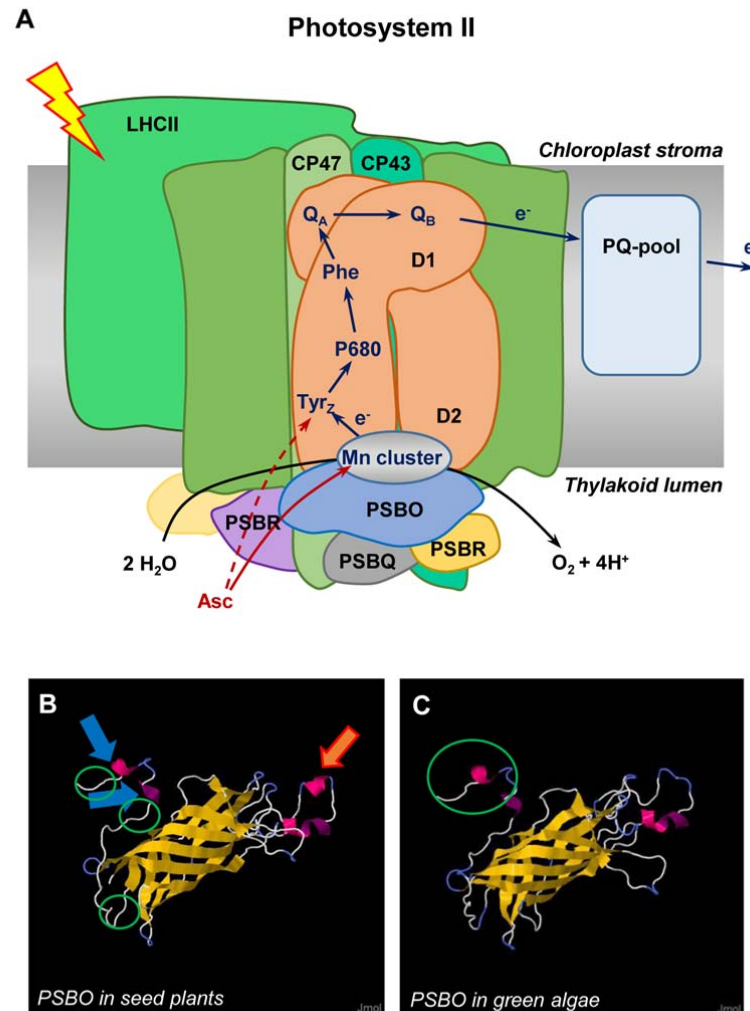 A
Photosystem II
LHCII
CP47
CP43
Chloroplast stroma
QA
QB
e-
PQ-pool
e
D1
Phe
P680
TyrZ
e-
D2
Mn cluster
Thylakoid lumen
PSBR
PSBO
PSBQ
PSBR
2 H2O
O2 + 4H+
Asc
B
PSBO in seed plants
Jmol
C
PSBO in green algae
Jmol